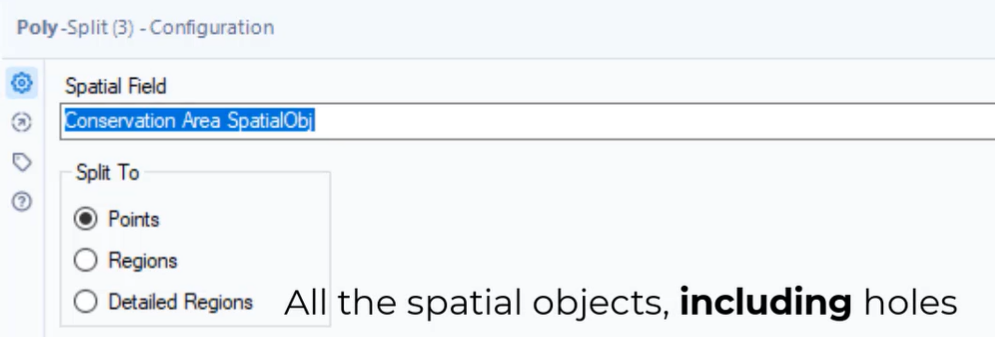 Poly-Split (3) - Configuration
Spatial Field
Conservation Area SpatialObj
Split To
Points
Regions
Detailed Regions All the spatial objects, including holes